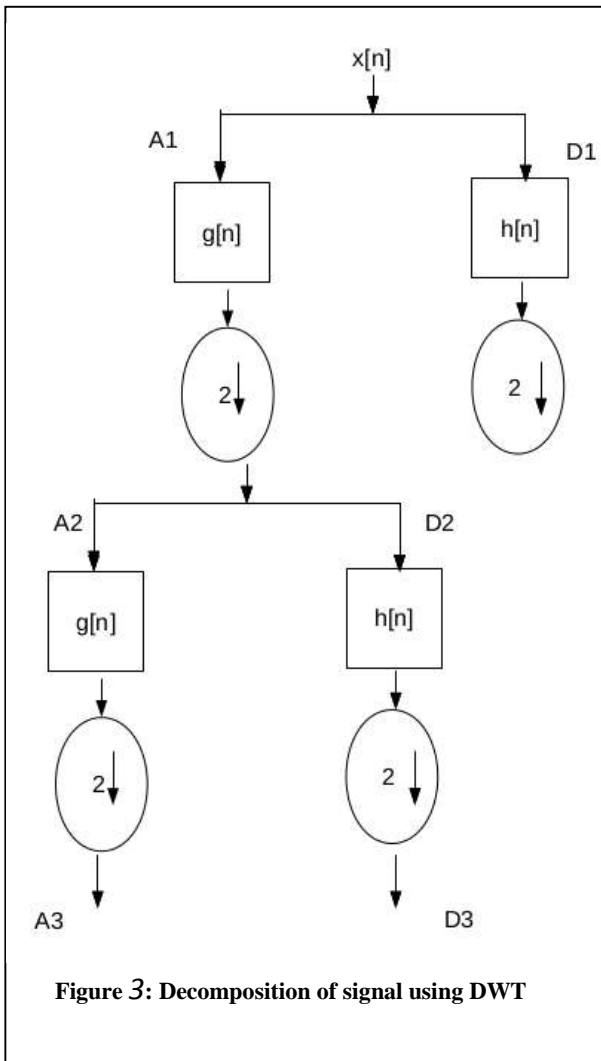 x[n]
A1
D1
g[n]
h[n]
2
2
A2
D2
g[n]
h[n]
2
2
A3
D3
Figure 3: Decomposition of signal using DWT